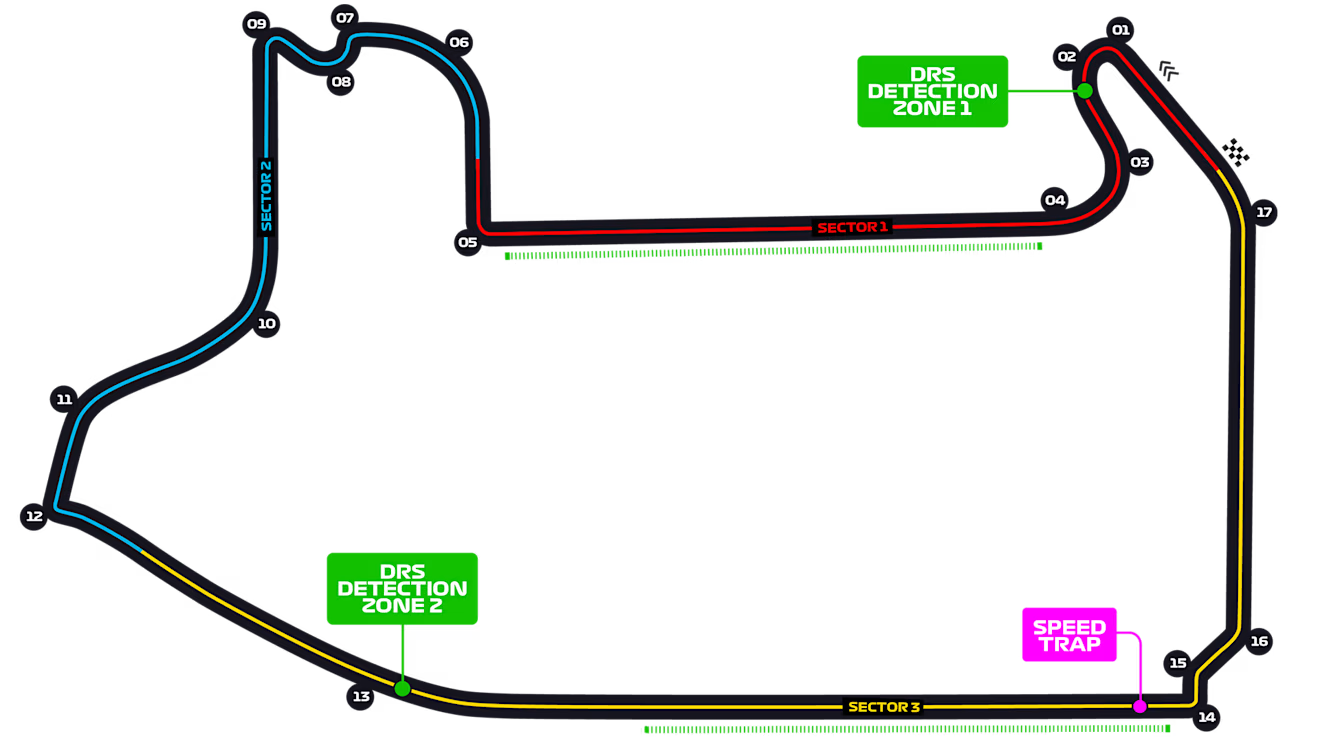 09
07
06
08
01
02
DRS
DETECTION
ZONE 1
03
04
17
SECTOR 2
SECTOR 1
05
10
11
12
DRS
DETECTION
ZONE 2
SPEED
TRAP
16
15
13
SECTOR 3
14